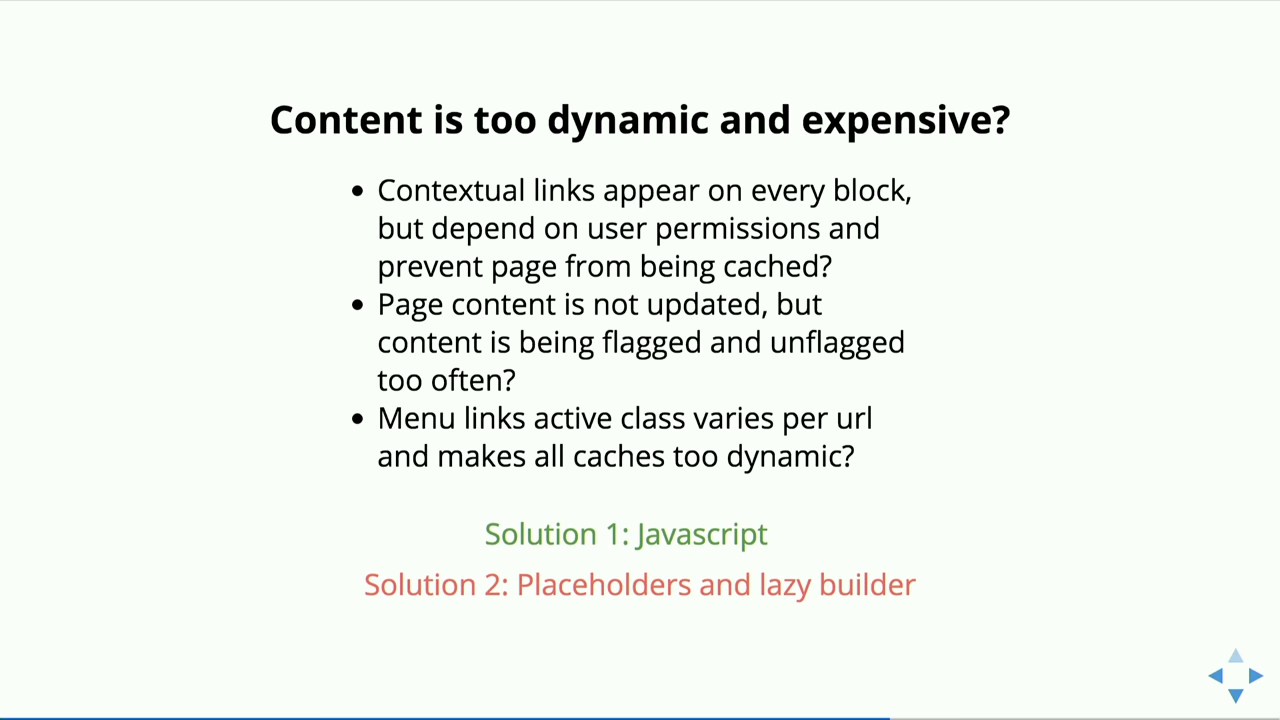 Content is too dynamic and expensive?
• Contextual links appear on every block,
but depend on user permissions and
prevent page from being cached?
• Page content is not updated, but
content is being flagged and unflagged
too often?
• Menu links active class varies per url
and makes all caches too dynamic?
Solution 1: Javascript
Solution 2: Placeholders and lazy builder